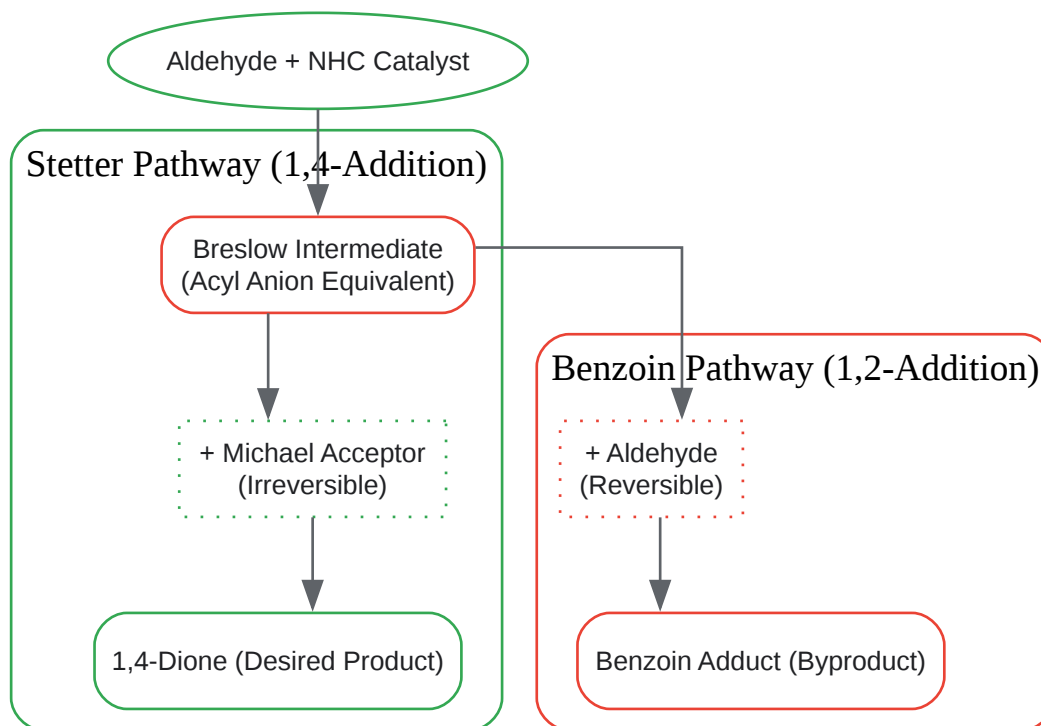 Aldehyde + NHC Catalyst
Stetter Pathway (1,4-Addition)
Breslow Intermediate
(Acyl Anion Equivalent)
Benzoin Pathway (1,2-Addition)
+ Michael Acceptor
(Irreversible)
+ Aldehyde
(Reversible)
1,4-Dione (Desired Product)
Benzoin Adduct (Byproduct)